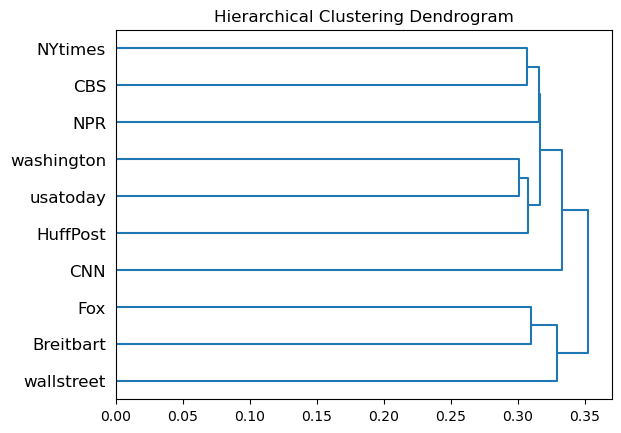 Hierarchical Clustering Dendrogram
NYtimes
CBS
NPR
washington
usatoday
HuffPost
CNN
Fox
Breitbart
wallstreet
0.00 0.05 0.10 0.15 0.20 0.25 0.30 0.35